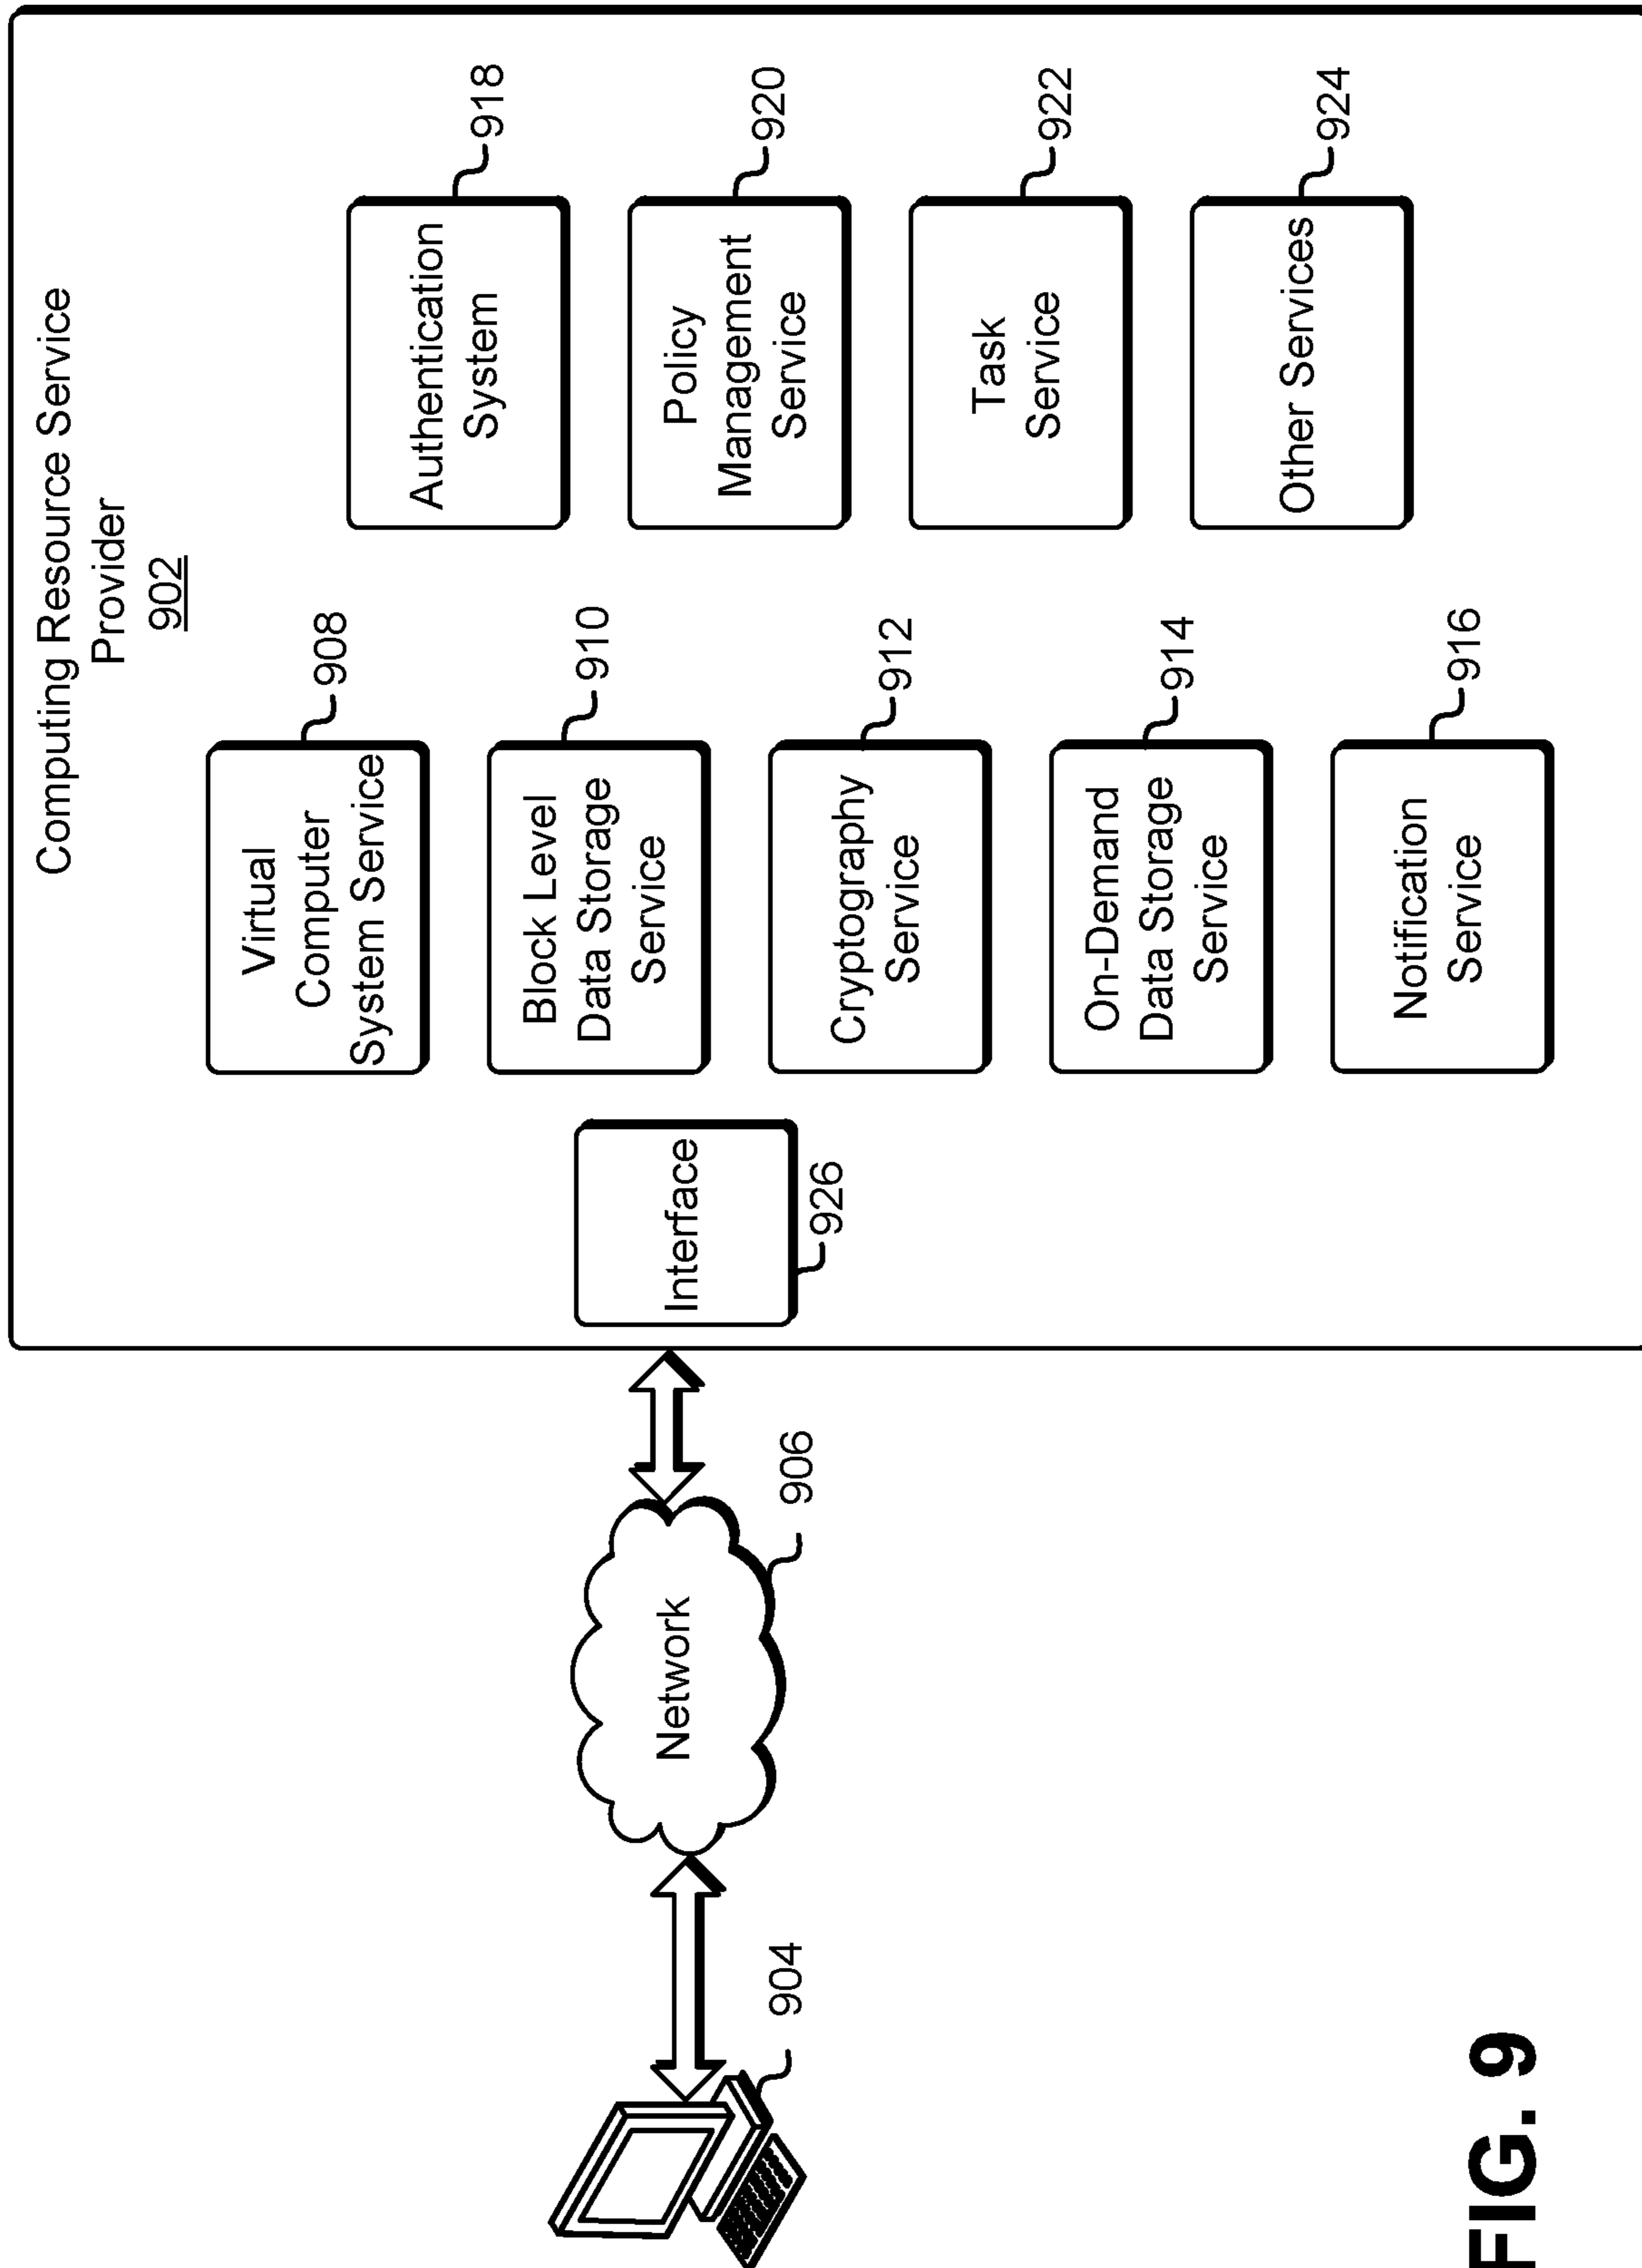 Computing Resource Service
Provider
902
Virtual
Computer
System Service
908
Block Level
Data Storage
Service
910
Cryptography
Service
912
On-Demand
Data Storage
Service
914
Notification
Service
916
Authentication
System
918
Policy
Management
Service
920
Task
Service
922
Other Services
924
Interface
926
Network
906
904
FIG. 9